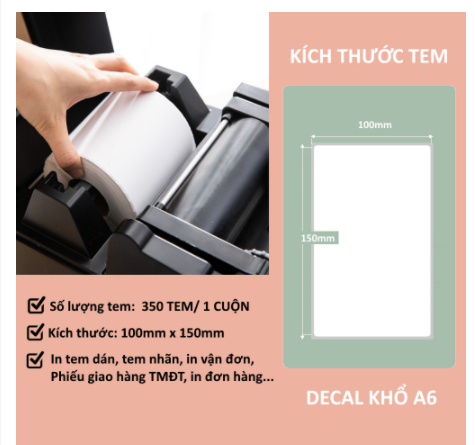 KÍCH THƯỚC TEM
100mm
150mm
Số lượng tem: 350 TEM/ 1 CUỘN
Kích thước: 100mm x 150mm
In tem dán, tem nhãn, in vận đơn,
Phiếu giao hàng TMĐT, in đơn hàng...
DECAL KHỔ A6